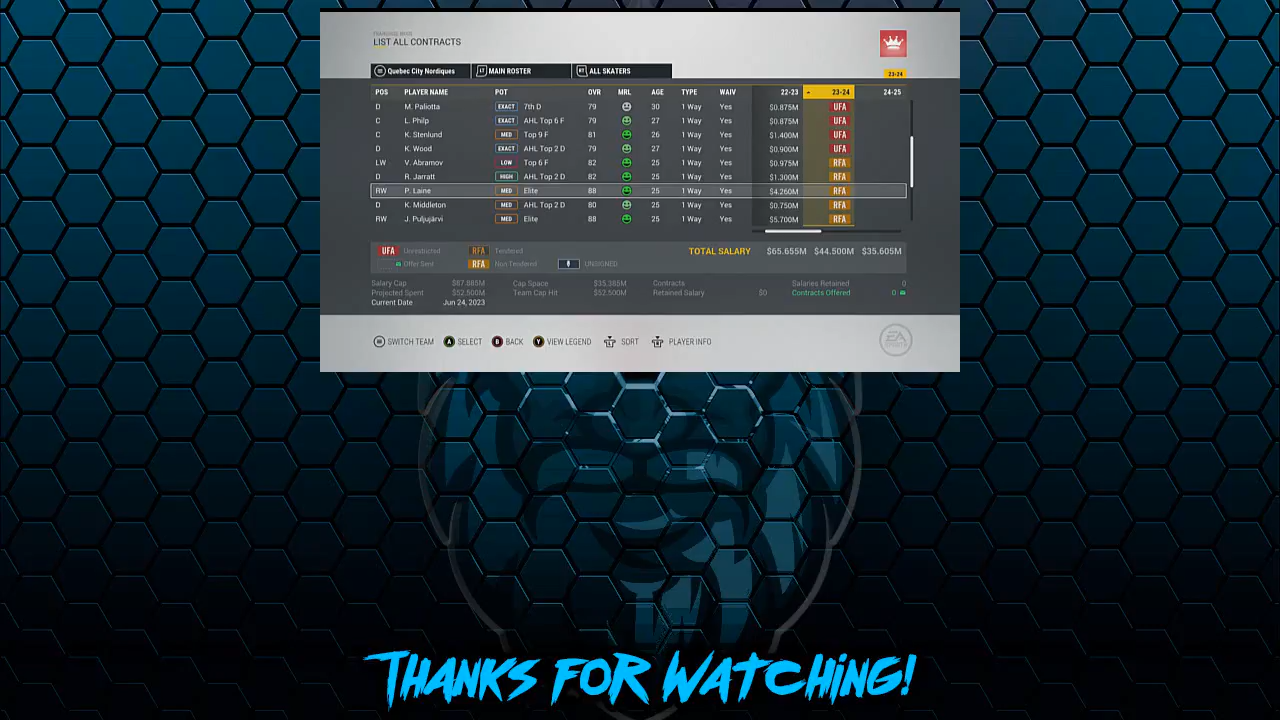 FRANCHISE MODE
LIST ALL CONTRACTS
Quebec City Nordiques LT MAIN ROSTER RT ALL SKATERS 23-24
POS PLAYER NAME POT OVR MRL AGE TYPE WAIV 22-23 23-24 24-25
D M. Paliotta EXACT 7th D 79 30 1 Way Yes $0.875M UFA
C L. Philp EXACT AHL Top 6 F 79 27 1 Way Yes $0.875M UFA
C K. Stenlund MED Top 9 F 81 26 1 Way Yes $1.400M UFA
D K. Wood EXACT AHL Top 2 D 79 27 1 Way Yes $0.900M UFA
LW V. Abramov LOW Top 6 F 82 25 1 Way Yes $0.975M RFA
D R. Jarratt HIGH AHL Top 2 D 82 25 1 Way Yes $1.300M RFA
RW P. Laine MED Elite 88 25 1 Way Yes $4.260M RFA
D K. Middleton MED AHL Top 2 D 80 25 1 Way Yes $0.750M RFA
RW J. Puljujärvi MED Elite 88 25 1 Way Yes $5.700M RFA
UFA Unrestricted RFA Tendered TOTAL SALARY $65.655M $44.500M $35.605M
Offer Sent RFA Non Tendered UNSIGNED
Salary Cap $87.885M Cap Space $35.385M Contracts Salaries Retained 0
Projected Spent $52.500M Team Cap Hit $52.500M Retained Salary $0 Contracts Offered 0
Current Date Jun 24, 2023
SWITCH TEAM A SELECT B BACK Y VIEW LEGEND L SORT R PLAYER INFO
EA SPORTS
THANKS FOR WATCHING!